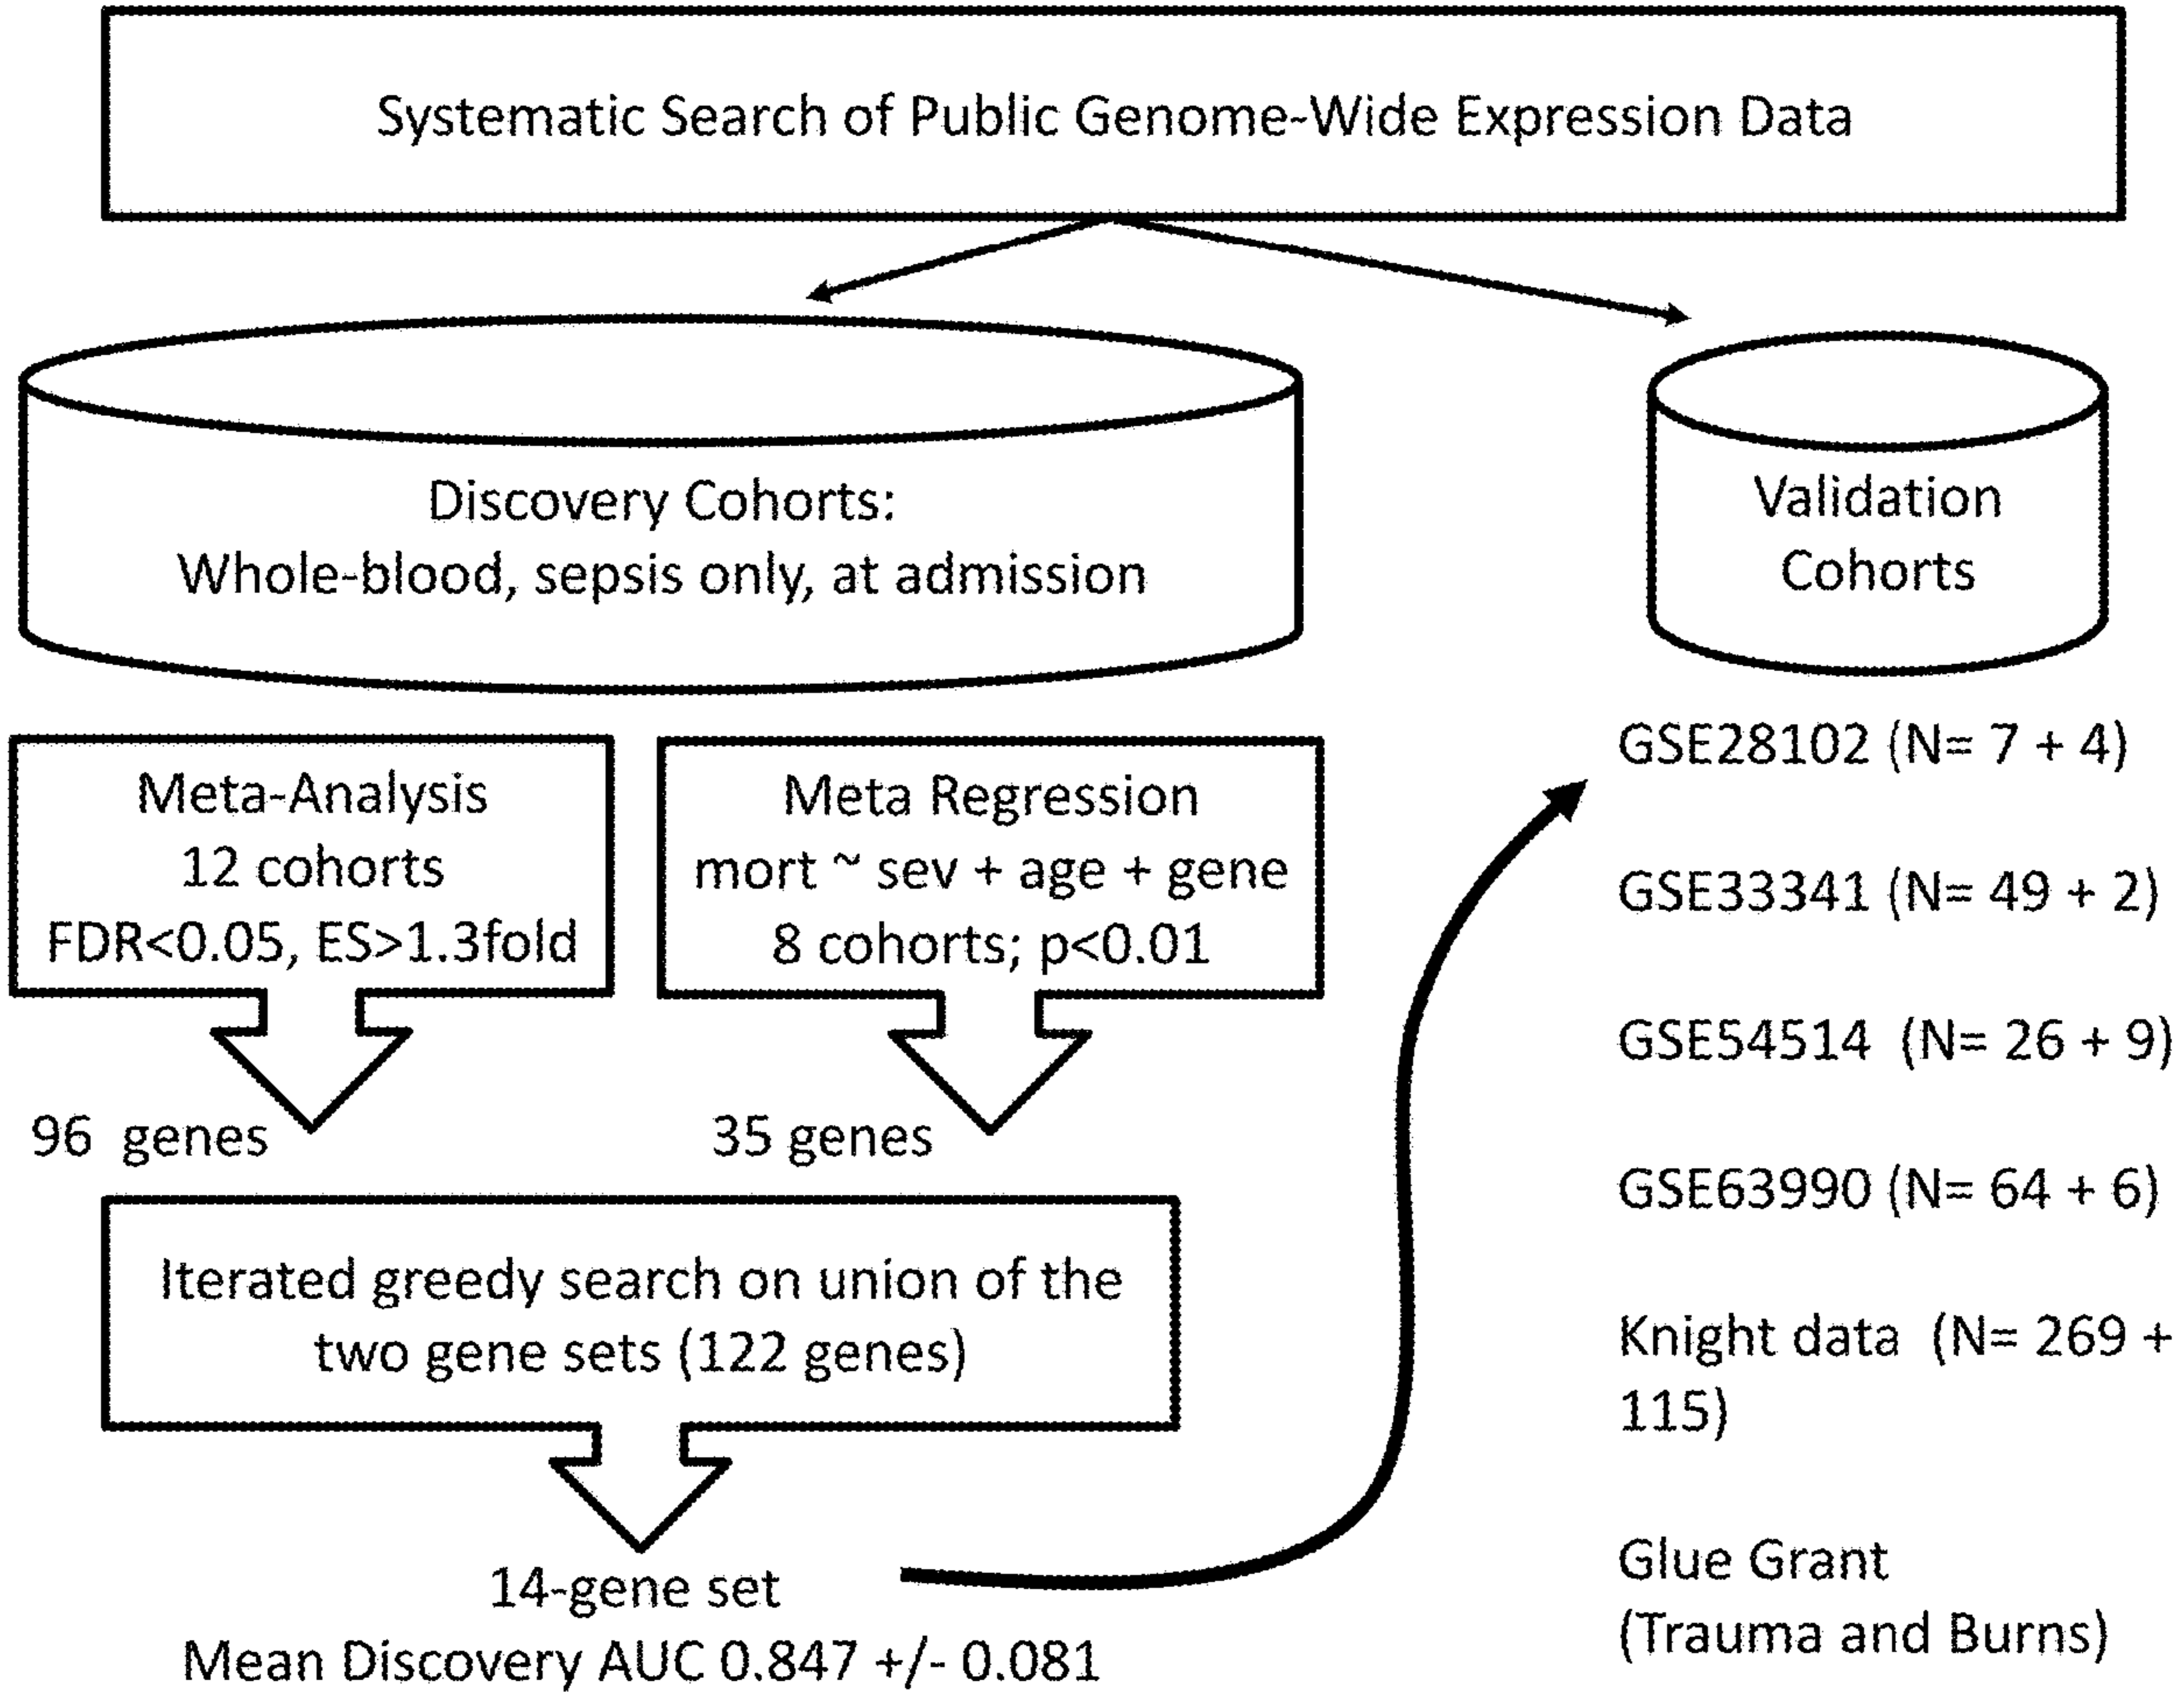 Systematic Search of Public Genome-Wide Expression Data
Discovery Cohorts:
Whole-blood, sepsis only, at admission
Validation
Cohorts
Meta-Analysis
12 cohorts
FDR<0.05, ES>1.3fold
Meta Regression
mort ~ sev + age + gene
8 cohorts; p<0.01
96 genes
35 genes
Iterated greedy search on union of the
two gene sets (122 genes)
14-gene set
Mean Discovery AUC 0.847 +/- 0.081
GSE28102 (N= 7 + 4)
GSE33341 (N= 49 + 2)
GSE54514 (N= 26 + 9)
GSE63990 (N= 64 + 6)
Knight data (N= 269 +
115)
Glue Grant
(Trauma and Burns)